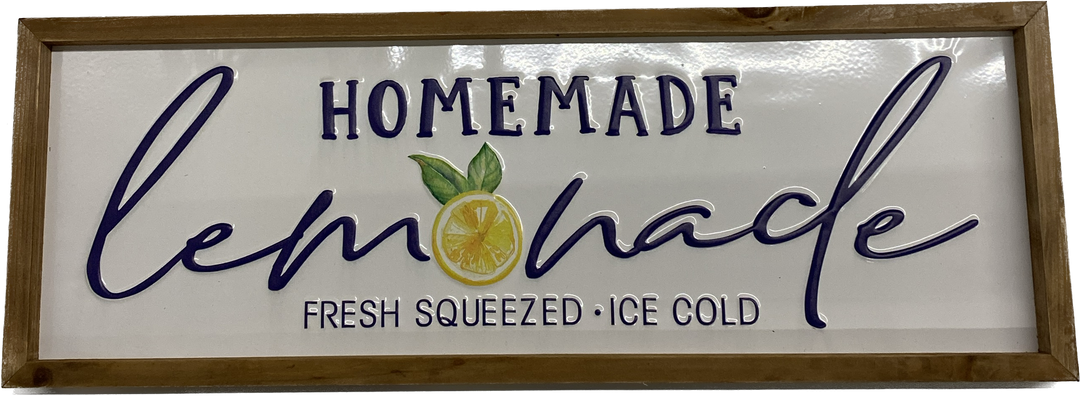 HOMEMADE
lemonade
FRESH SQUEEZED · ICE COLD